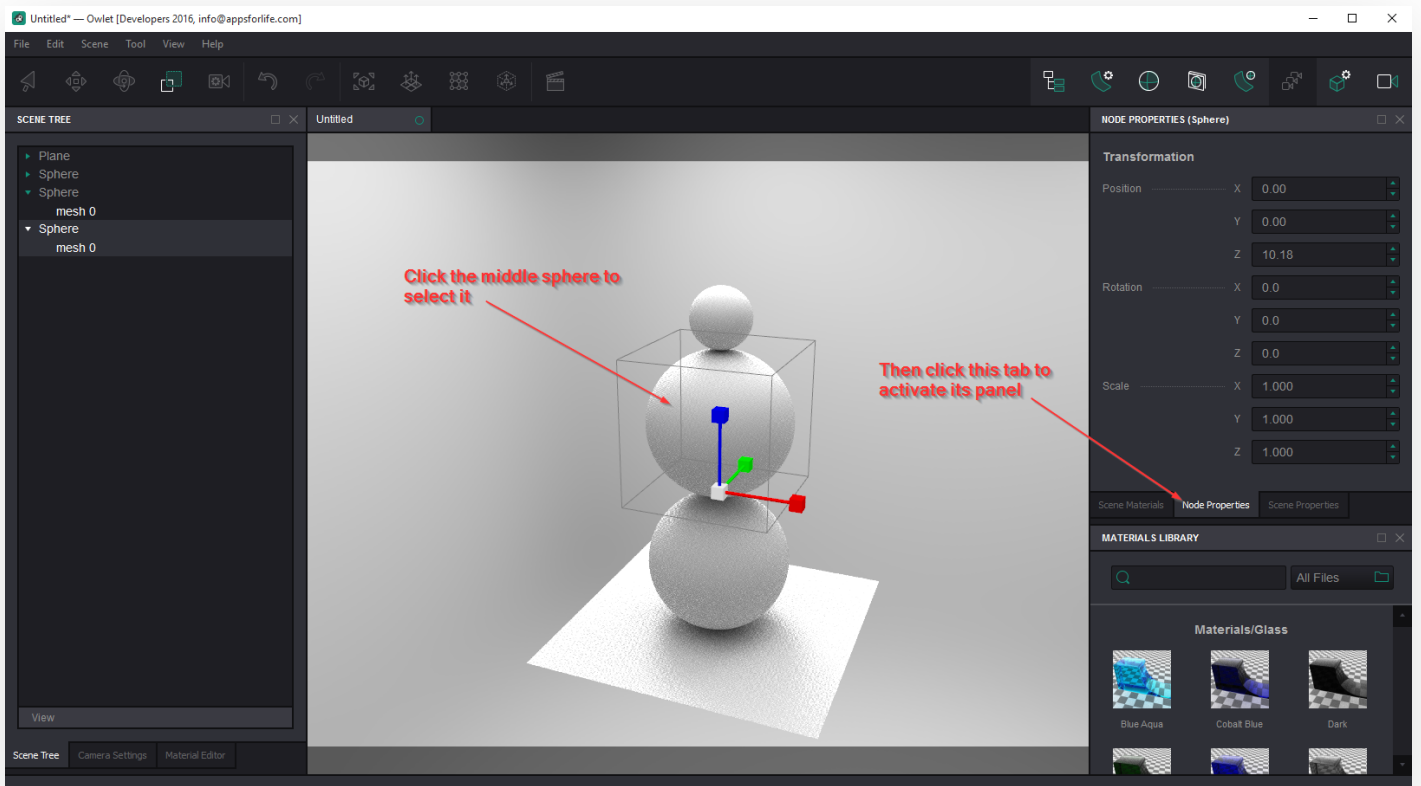 Untitled* — Owlet [Developers 2016, info@appsforlife.com]
File Edit Scene Tool View Help
SCENE TREE
Plane
Sphere
Sphere
mesh 0
Sphere
mesh 0
View
Scene Tree Camera Settings Material Editor
Untitled
Click the middle sphere to
select it
Then click this tab to
activate its panel
NODE PROPERTIES (Sphere)
Transformation
Position X 0.00
Y 0.00
Z 10.18
Rotation X 0.0
Y 0.0
Z 0.0
Scale X 1.000
Y 1.000
Z 1.000
Scene Materials Node Properties Scene Properties
MATERIALS LIBRARY
All Files
Materials/Glass
Blue Aqua Cobalt Blue Dark